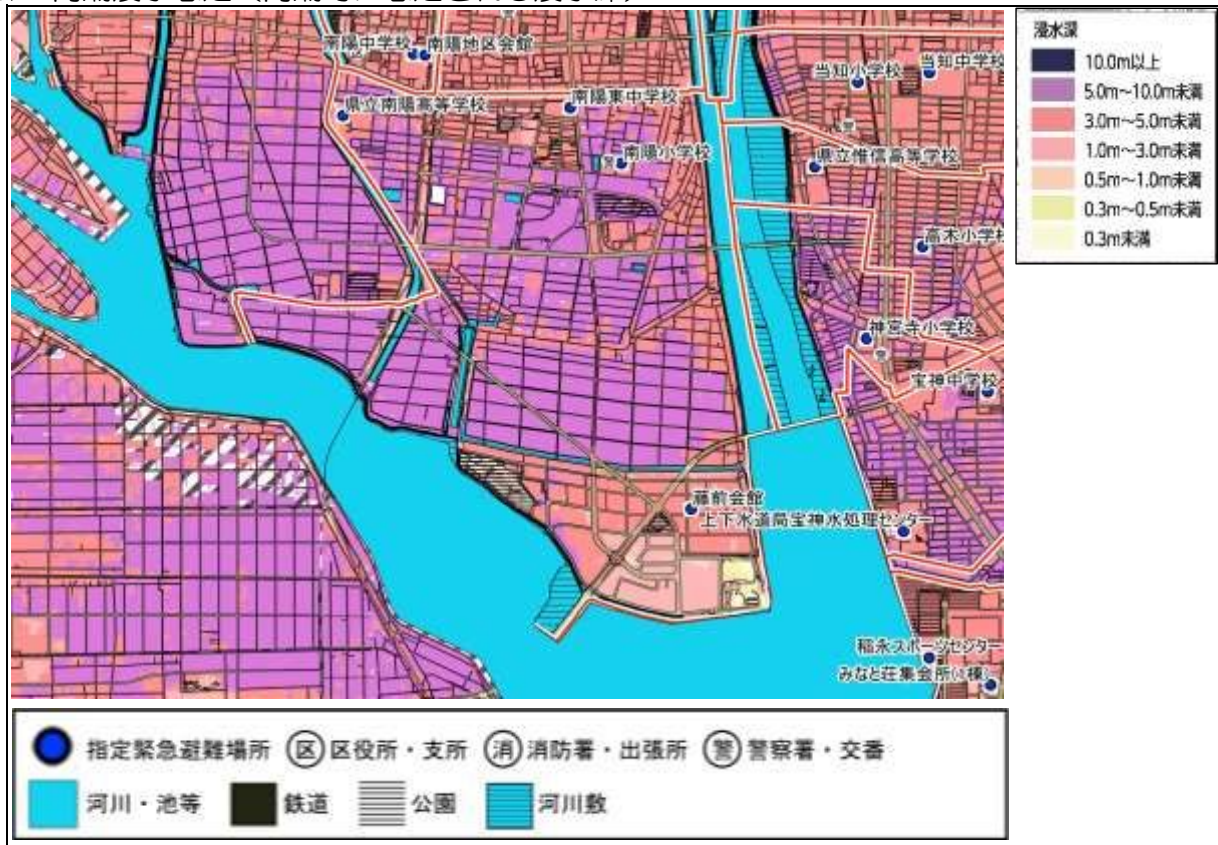 浸水深
10.0m以上
5.0m～10.0m未満
3.0m～5.0m未満
1.0m～3.0m未満
0.5m～1.0m未満
0.3m～0.5m未満
0.3m未満
南陽中学校
南陽地区会館
当知小学校
当知中学校
県立南陽高等学校
南陽東中学校
南陽小学校
県立惟信高等学校
高木小学校
神宮寺小学校
宝神中学校
藤前会館
上下水道局宝神水処理センター
稲永スポーツセンター
みなと荘集会所(1棟)
指定緊急避難場所 区 区役所・支所 消 消防署・出張所 警 警察署・交番
河川・池等 鉄道 公園 河川敷